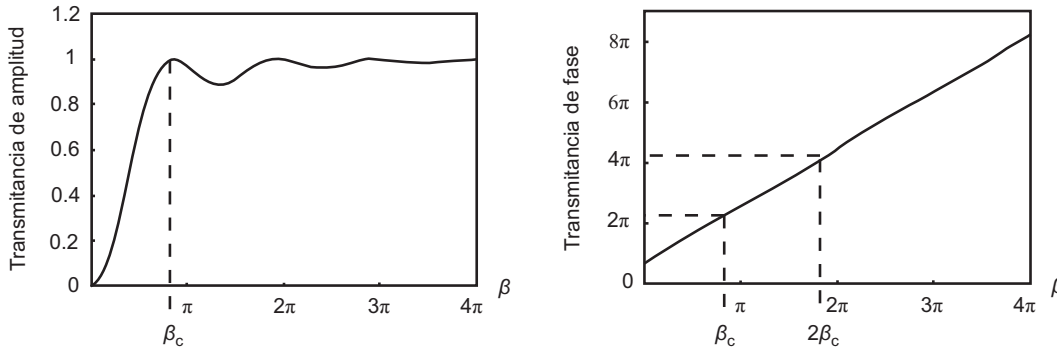 Transmitancia de amplitud
1.2
1
0.8
0.6
0.4
0.2
0
π
2π
3π
4π
β
βc
Transmitancia de fase
8π
6π
4π
2π
0
π
2π
3π
4π
β
βc
2βc